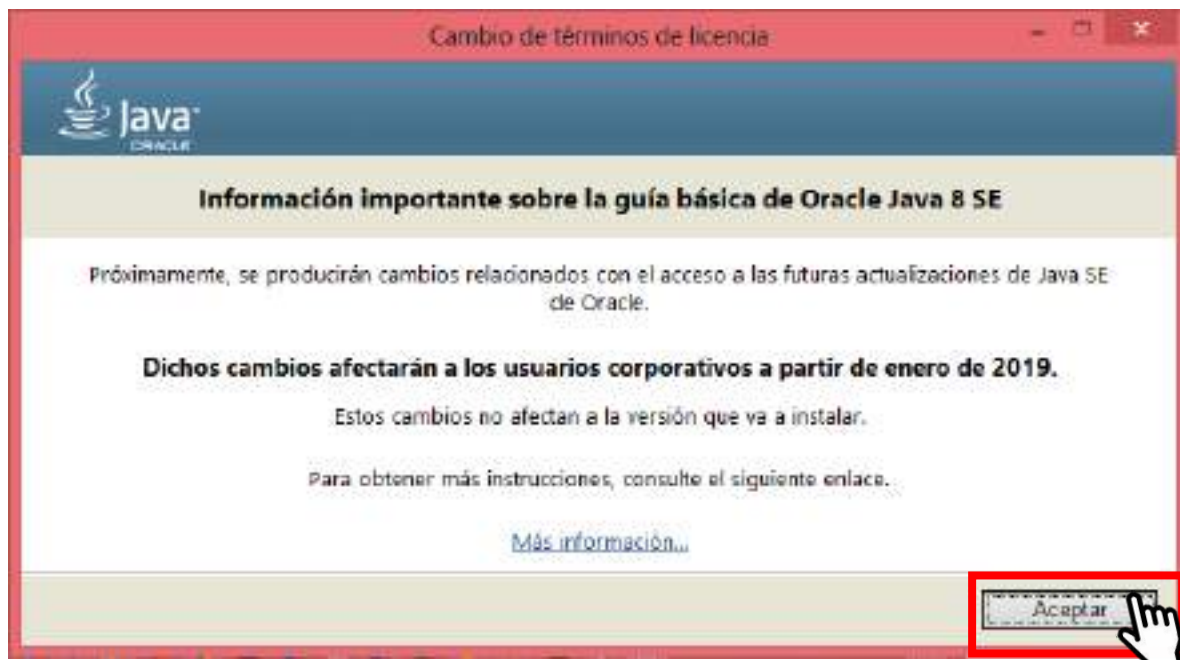 Cambio de términos de licencia
Java
ORACLE
Información importante sobre la guía básica de Oracle Java 8 SE
Próximamente, se producirán cambios relacionados con el acceso a las futuras actualizaciones de Java SE
de Oracle.
Dichos cambios afectarán a los usuarios corporativos a partir de enero de 2019.
Estos cambios no afectan a la versión que va a instalar.
Para obtener más instrucciones, consulte el siguiente enlace.
Más información...
Aceptar